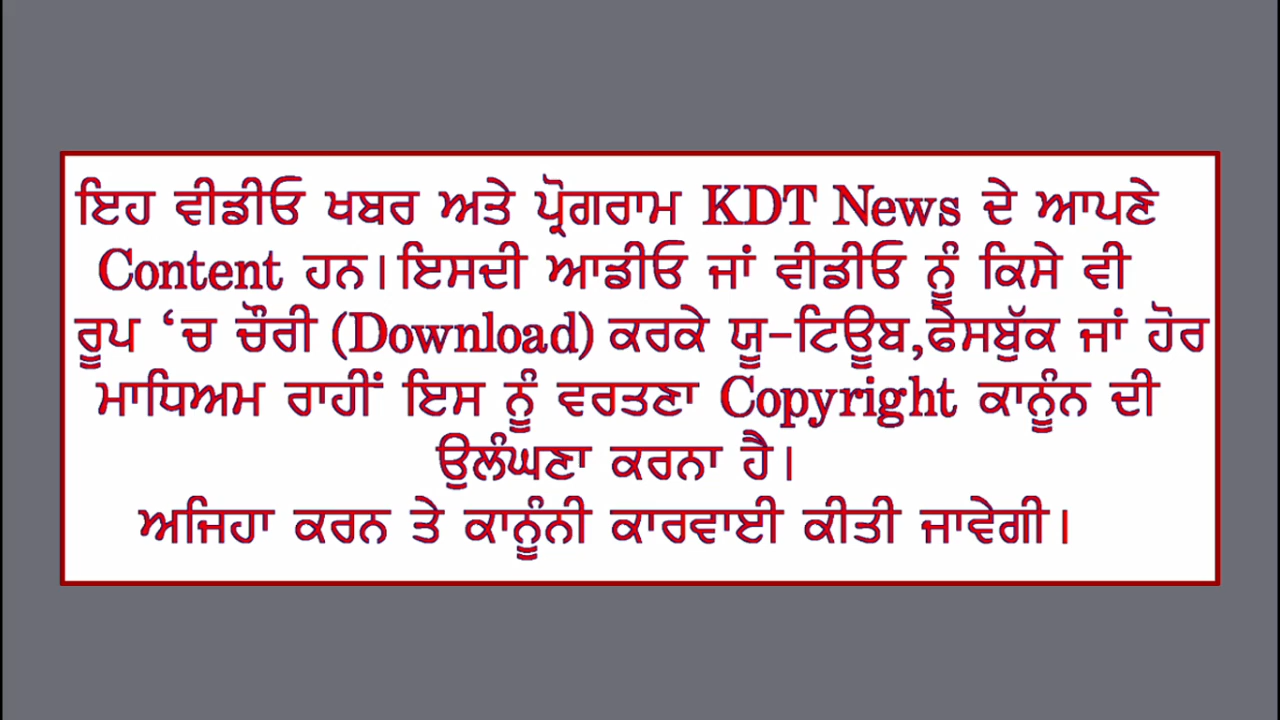 ਇਹ ਵੀਡੀਓ ਖਬਰ ਅਤੇ ਪ੍ਰੋਗਰਾਮ KDT News ਦੇ ਆਪਣੇ
Content ਹਨ।ਇਸਦੀ ਆਡੀਓ ਜਾਂ ਵੀਡੀਓ ਨੂੰ ਕਿਸੇ ਵੀ
ਰੂਪ ‘ਚ ਚੌਰੀ (Download) ਕਰਕੇ ਯੂ-ਟਿਊਬ,ਫੇਸਬੁੱਕ ਜਾਂ ਹੋਰ
ਮਾਧਿਅਮ ਰਾਹੀਂ ਇਸ ਨੂੰ ਵਰਤਣਾ Copyright ਕਾਨੂੰਨ ਦੀ
ਉਲੰਘਣਾ ਕਰਨਾ ਹੈ।
ਅਜਿਹਾ ਕਰਨ ਤੇ ਕਾਨੂੰਨੀ ਕਾਰਵਾਈ ਕੀਤੀ ਜਾਵੇਗੀ।